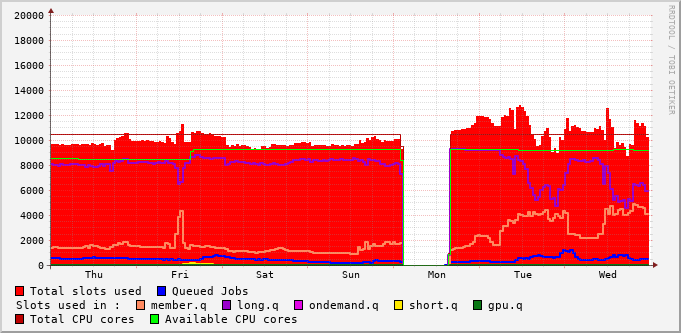 RRDTOOL / TOBI OETIKER
20000
18000
16000
14000
12000
10000
8000
6000
4000
2000
0
Thu Fri Sat Sun Mon Tue Wed
Total slots used Queued Jobs
Slots used in : member.q long.q ondemand.q short.q gpu.q
Total CPU cores Available CPU cores